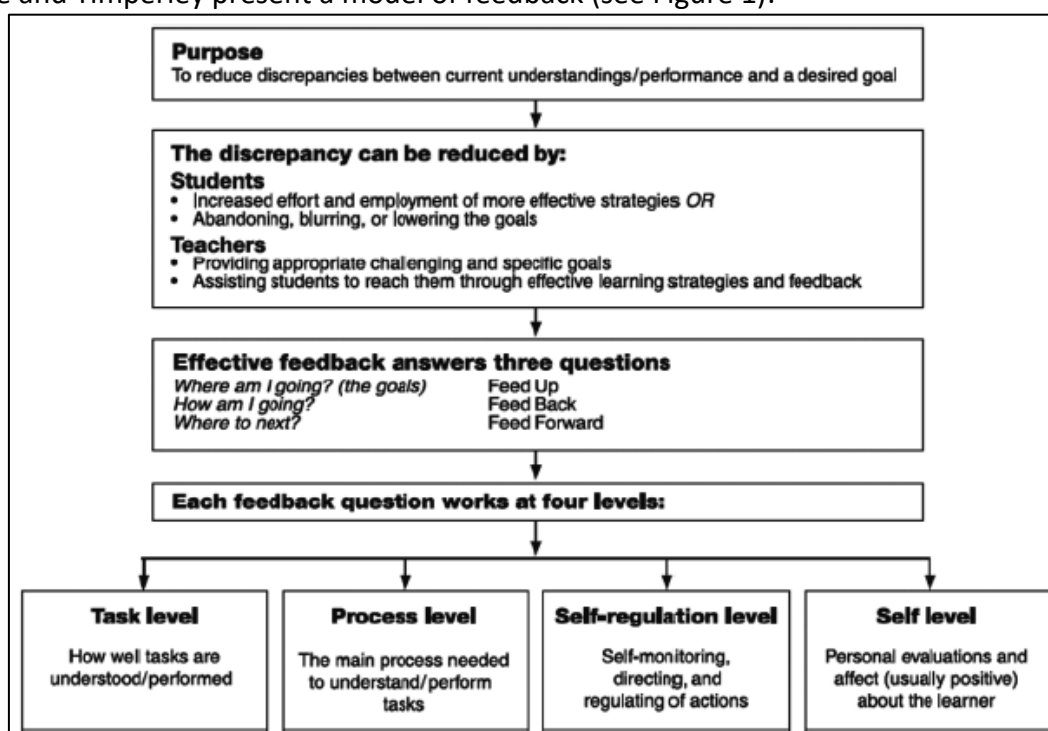 e and Timperley present a model of feedback (see Figure 1).
Purpose
To reduce discrepancies between current understandings/performance and a desired goal
The discrepancy can be reduced by:
Students
• Increased effort and employment of more effective strategies OR
• Abandoning, blurring, or lowering the goals
Teachers
• Providing appropriate challenging and specific goals
• Assisting students to reach them through effective learning strategies and feedback
Effective feedback answers three questions
Where am I going? (the goals) Feed Up
How am I going? Feed Back
Where to next? Feed Forward
Each feedback question works at four levels:
Task level
How well tasks are
understood/performed
Process level
The main process needed
to understand/perform
tasks
Self-regulation level
Self-monitoring,
directing, and
regulating of actions
Self level
Personal evaluations and
affect (usually positive)
about the learner